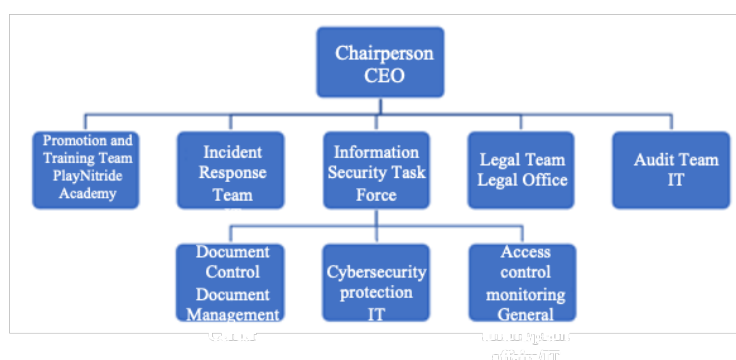 Chairperson
CEO
Promotion and
Training Team
PlayNitride
Academy
Incident
Response
Team
Information
Security Task
Force
Legal Team
Legal Office
Audit Team
IT
Document
Control
Document
Management
Cybersecurity
protection
IT
Access
control
monitoring
General